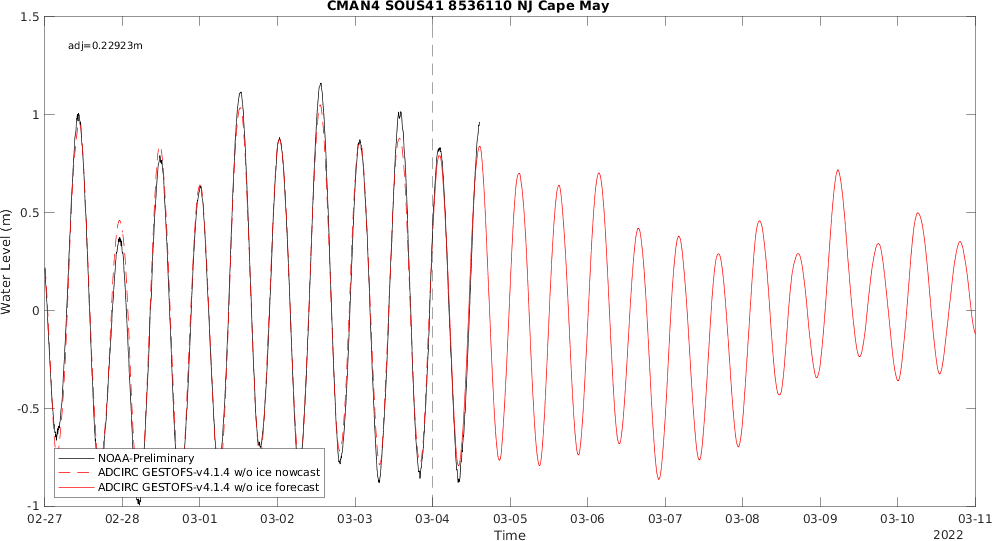 CMAN4 SOUS41 8536110 NJ Cape May
adj=0.22923m
1.5
1
0.5
0
-0.5
-1
Water Level (m)
NOAA-Preliminary
ADCIRC GESTOFS-v4.1.4 w/o ice nowcast
ADCIRC GESTOFS-v4.1.4 w/o ice forecast
02-27 02-28 03-01 03-02 03-03 03-04 03-05 03-06 03-07 03-08 03-09 03-10 03-11
Time
2022